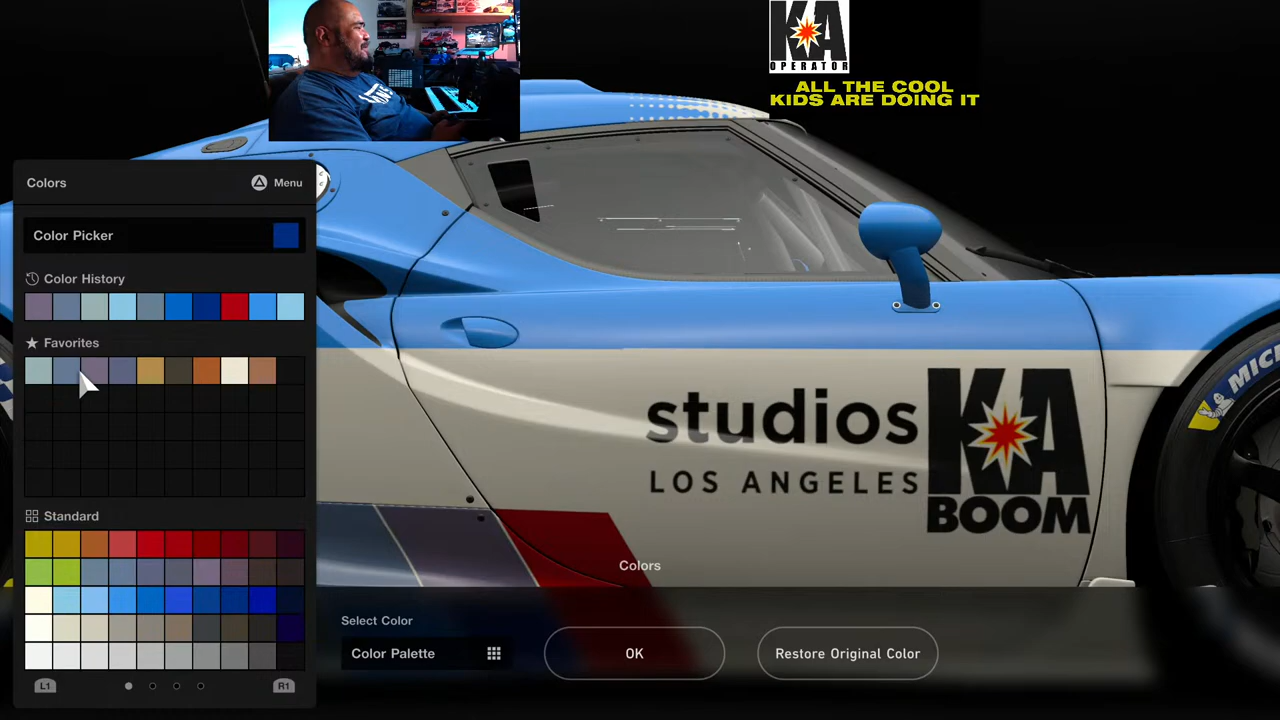 KA
OPERATOR
ALL THE COOL
KIDS ARE DOING IT
Colors
Menu
Color Picker
Color History
Favorites
Standard
L1
R1
studios
LOS ANGELES
KA
BOOM
MIC
Colors
Select Color
Color Palette
OK
Restore Original Color